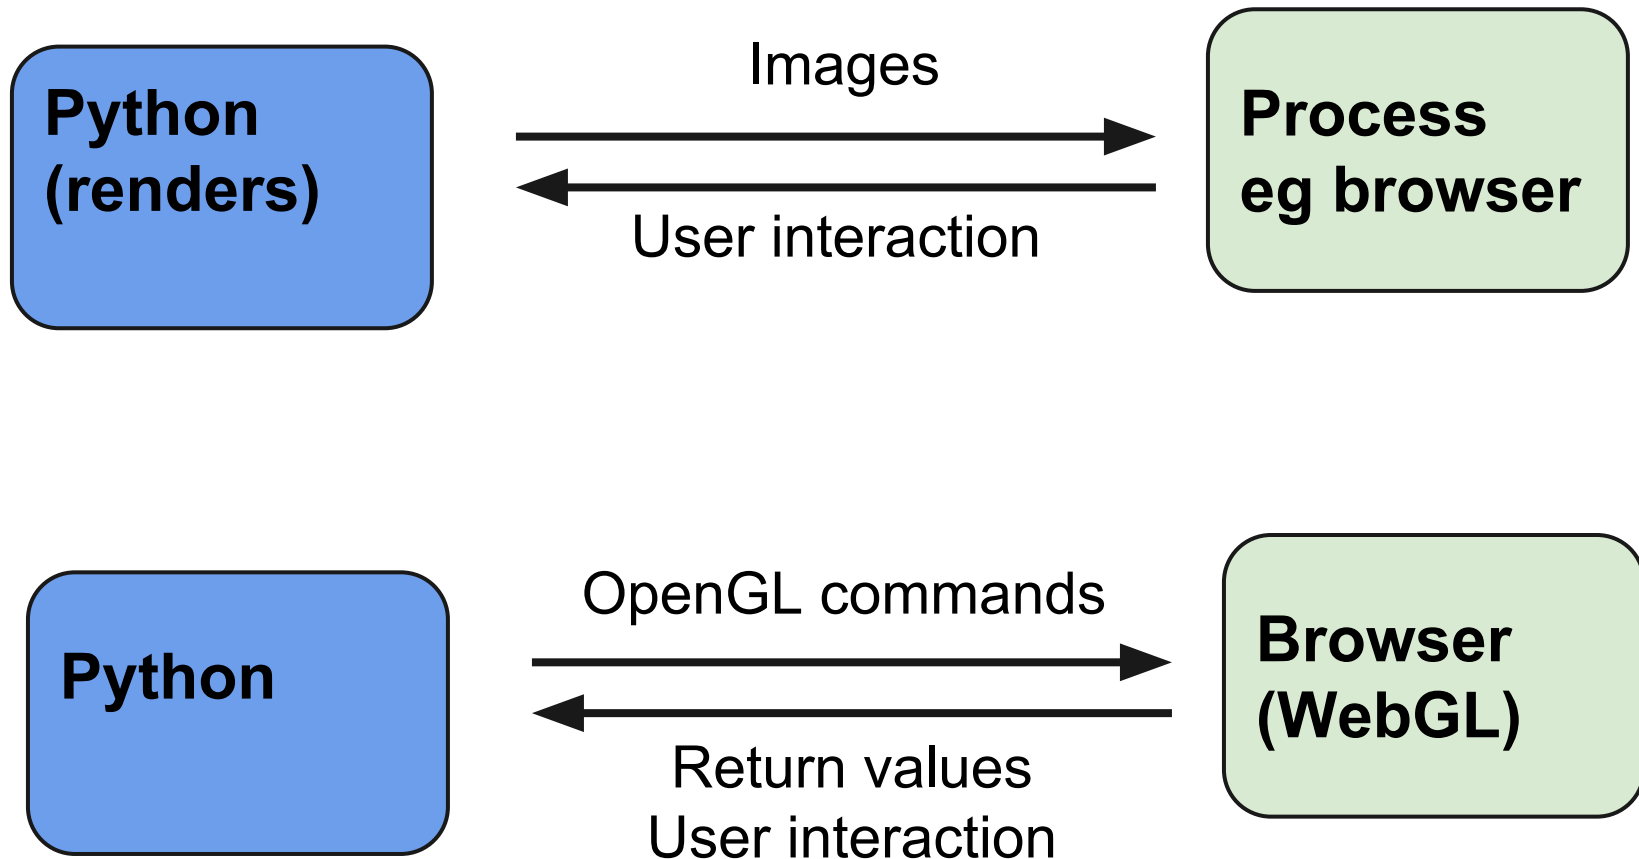 Python
(renders)
Images
User interaction
Process
eg browser
Python
OpenGL commands
Return values
User interaction
Browser
(WebGL)